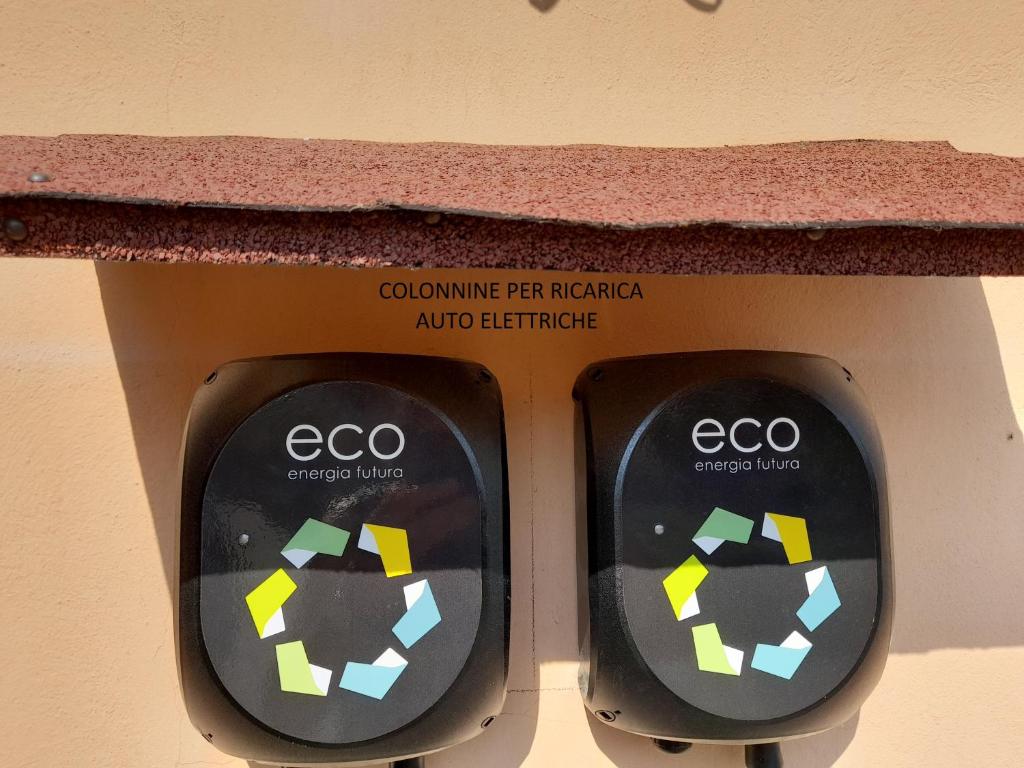 COLONNINE PER RICARICA
AUTO ELETTRICHE
eco
energia futura
eco
energia futura